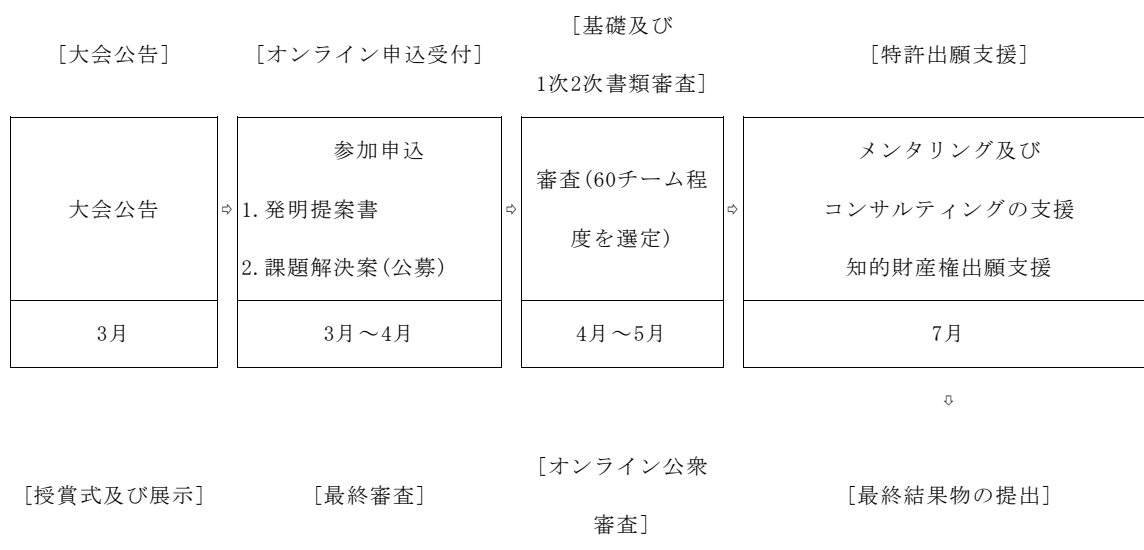 [大会公告]
[オンライン申込受付]
[基礎及び
1次2次書類審査]
[特許出願支援]
大会公告
⇨
参加申込
1.発明提案書
2.課題解決案(公募)
⇨
審査(60チーム程
度を選定)
⇨
メンタリング及び
コンサルティングの支援
知的財産権出願支援
3月
3月～4月
4月～5月
7月
⇩
[授賞式及び展示]
[最終審査]
[オンライン公衆
審査]
[最終結果物の提出]